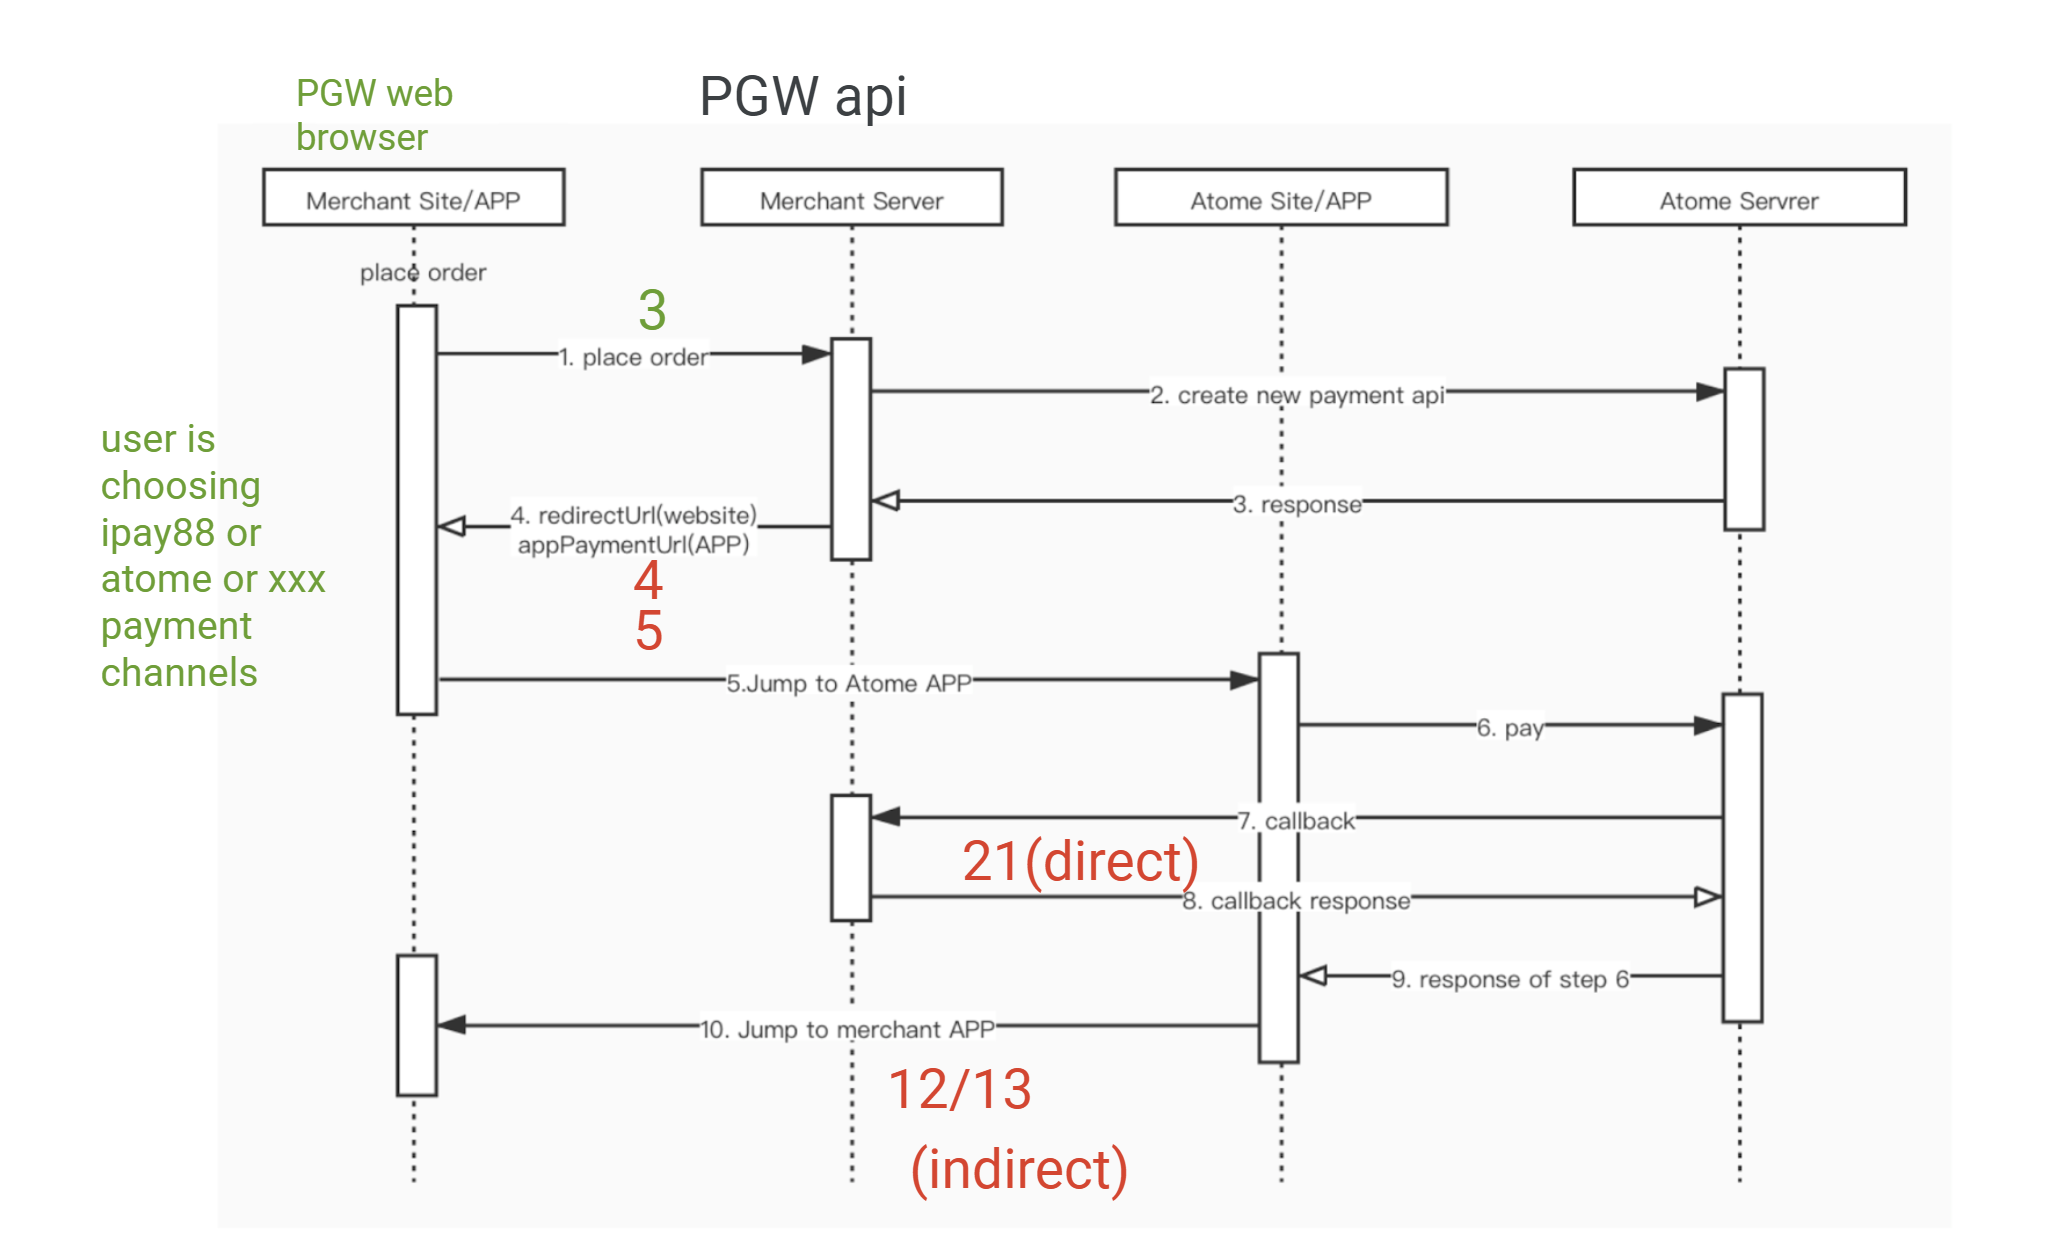 PGW web
browser
PGW api
Merchant Site/APP
Merchant Server
Atome Site/APP
Atome Servrer
place order
3
1. place order
2. create new payment api
user is
choosing
ipay88 or
atome or xxx
payment
channels
3. response
4. redirectUrl(website)
appPaymentUrl(APP)
4
5
5.Jump to Atome APP
6. pay
7. callback
21(direct)
8. callback response
9. response of step 6
10. Jump to merchant APP
12/13
(indirect)